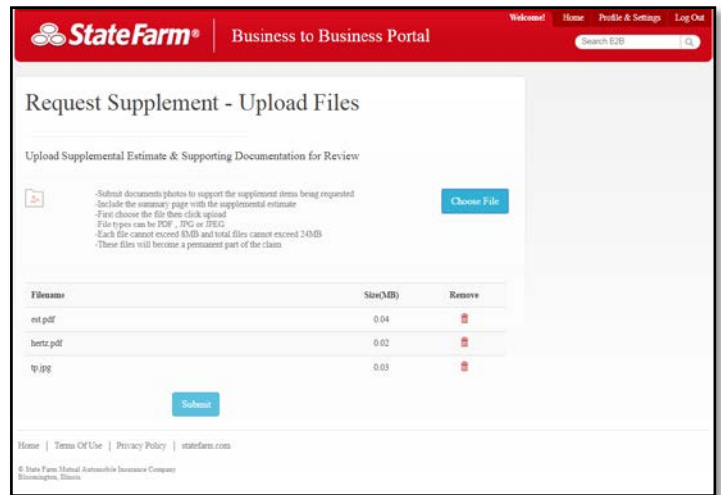 Welcome! Home Profile & Settings Log Out
State Farm® Business to Business Portal
Search B2B
Request Supplement - Upload Files
Upload Supplemental Estimate & Supporting Documentation for Review
-Submit documents photos to support the supplement items being requested
-Include the summary page with the supplemental estimate
-First choose the file then click upload
File types can be PDF , JPG or JPEG
-Each file cannot exceed 8MB and total files cannot exceed 24MB
-These files will become a permanent part of the claim
Choose File
Filename Size(MB) Remove
est.pdf 0.04
hertz.pdf 0.02
tp.jpg 0.03
Submit
Home | Terms Of Use | Privacy Policy | statefarm.com
© State Farm Mutual Automobile Insurance Company
Bloomington, Illinois